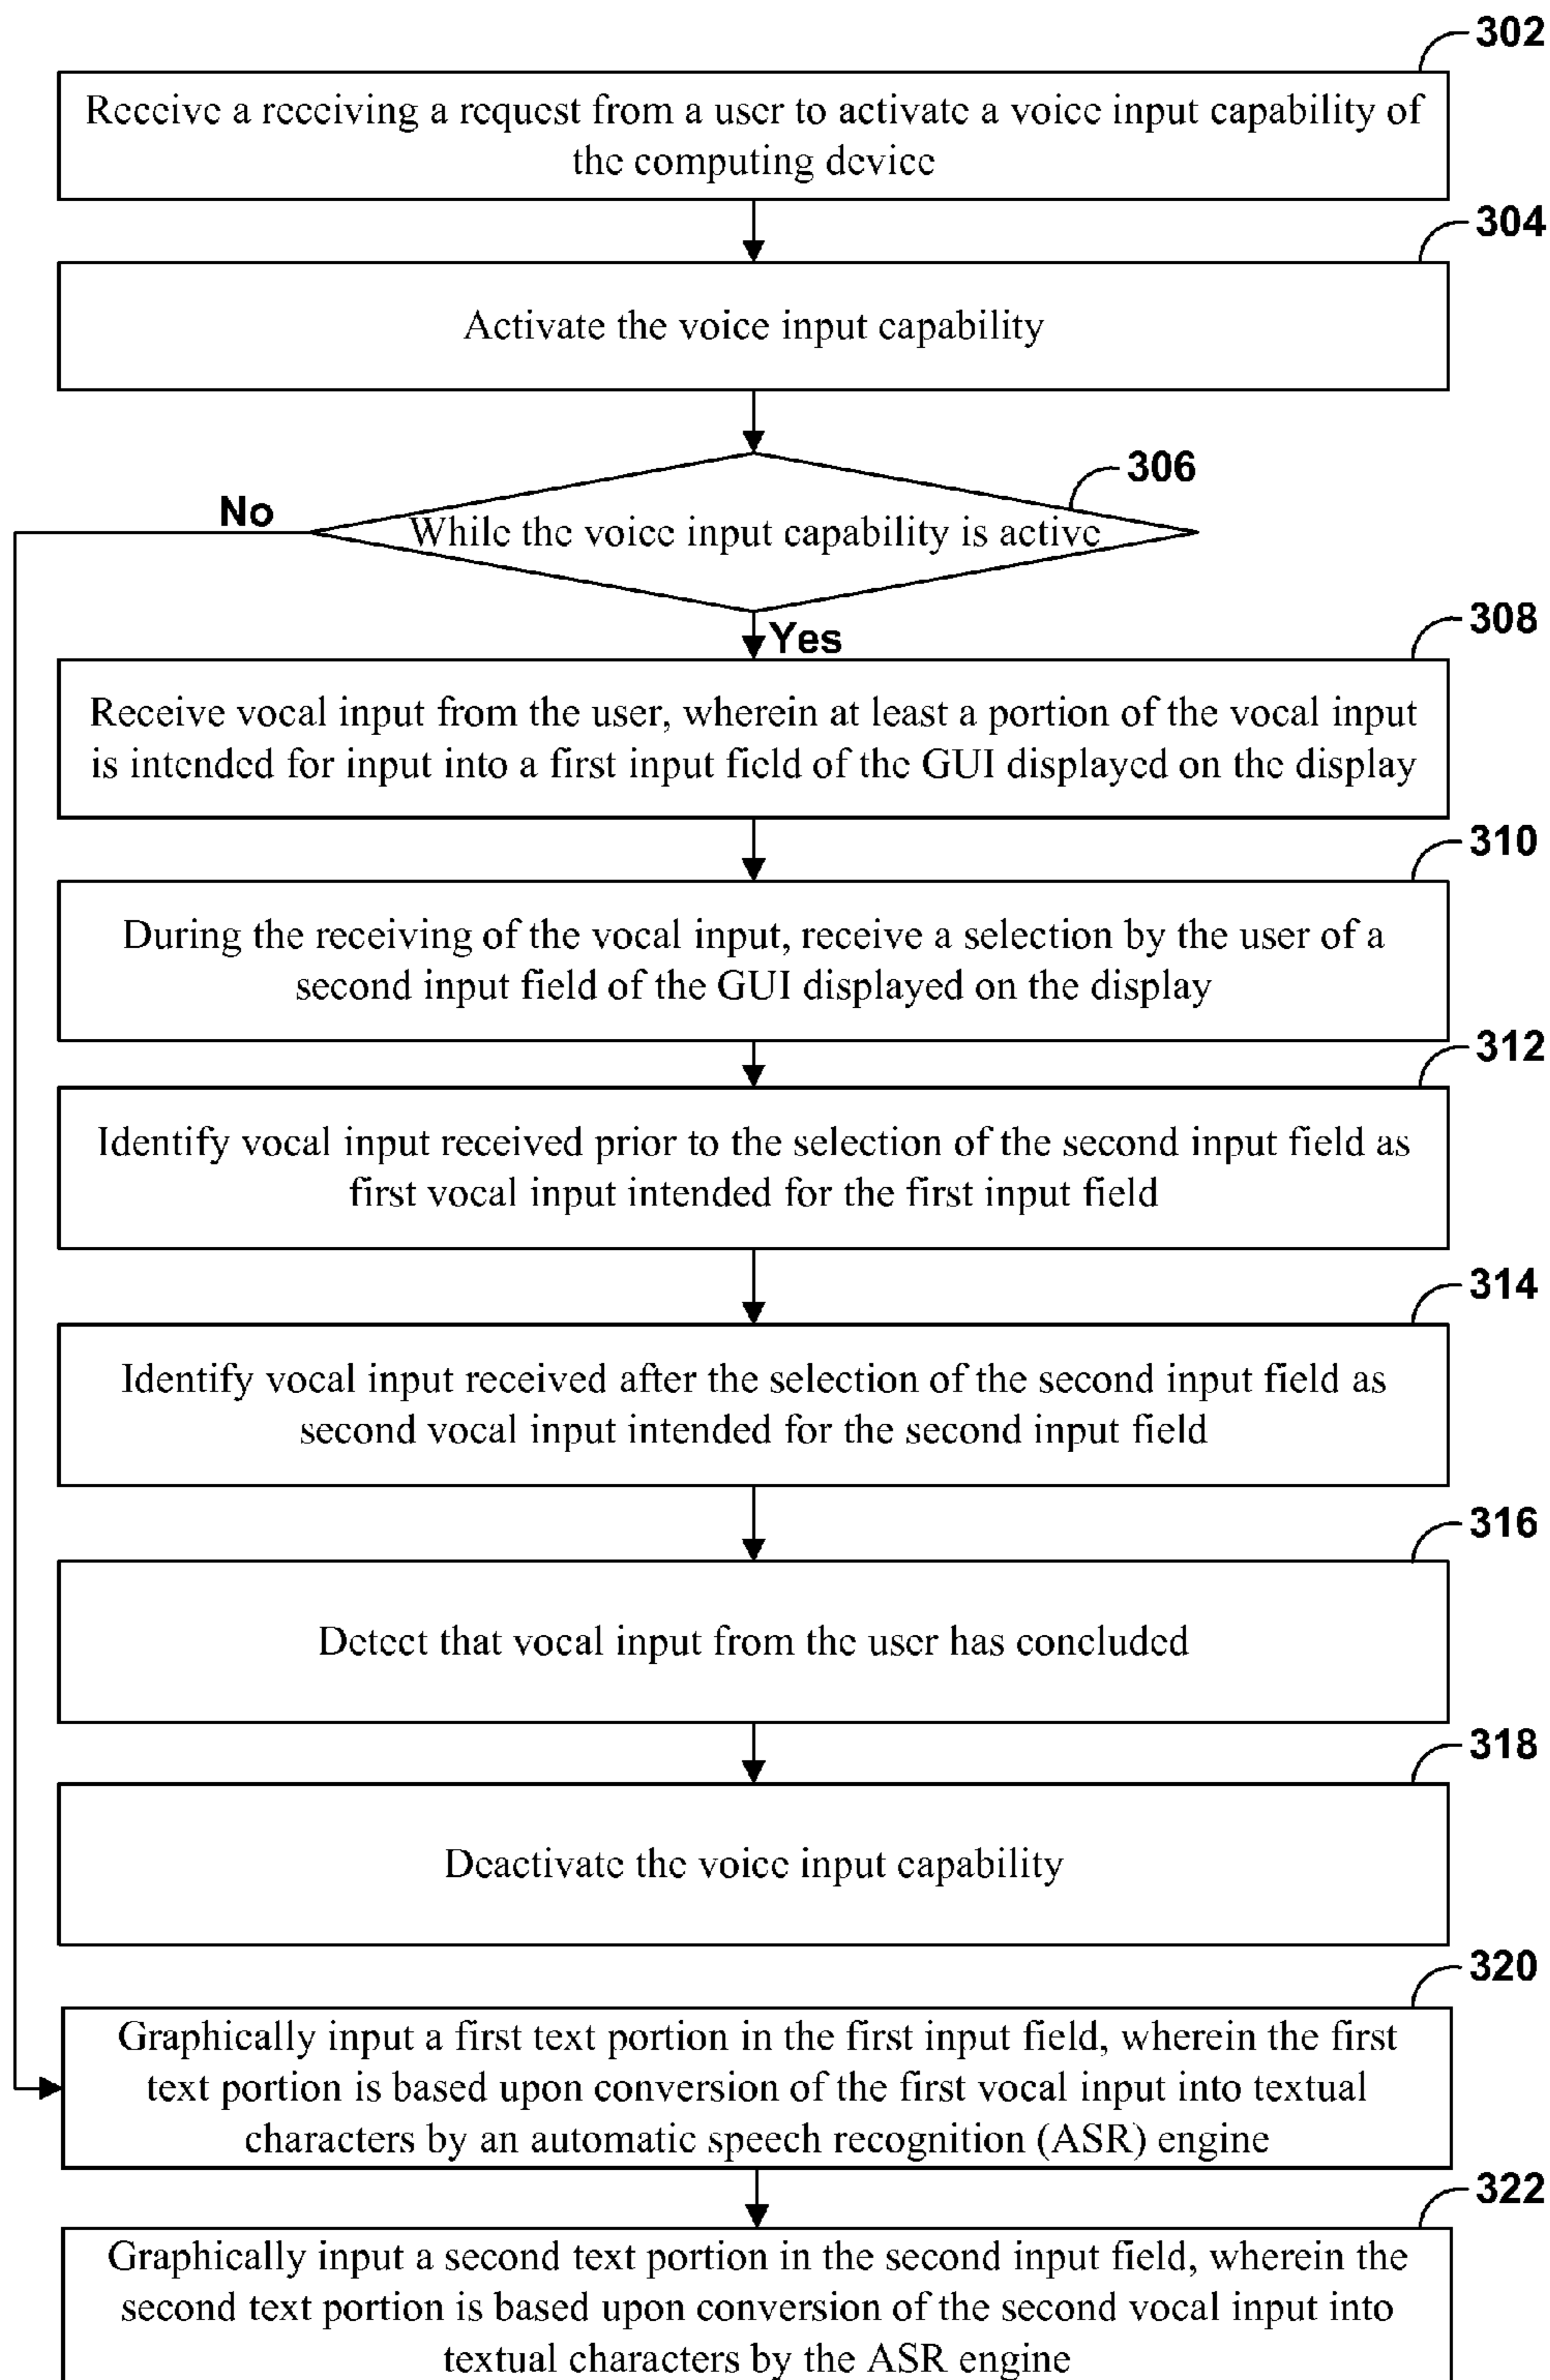 302
Receive a receiving a request from a user to activate a voice input capability of
the computing device
304
Activate the voice input capability
306
No
While the voice input capability is active
Yes
308
Receive vocal input from the user, wherein at least a portion of the vocal input
is intended for input into a first input field of the GUI displayed on the display
310
During the receiving of the vocal input, receive a selection by the user of a
second input field of the GUI displayed on the display
312
Identify vocal input received prior to the selection of the second input field as
first vocal input intended for the first input field
314
Identify vocal input received after the selection of the second input field as
second vocal input intended for the second input field
316
Detect that vocal input from the user has concluded
318
Deactivate the voice input capability
320
Graphically input a first text portion in the first input field, wherein the first
text portion is based upon conversion of the first vocal input into textual
characters by an automatic speech recognition (ASR) engine
322
Graphically input a second text portion in the second input field, wherein the
second text portion is based upon conversion of the second vocal input into
textual characters by the ASR engine